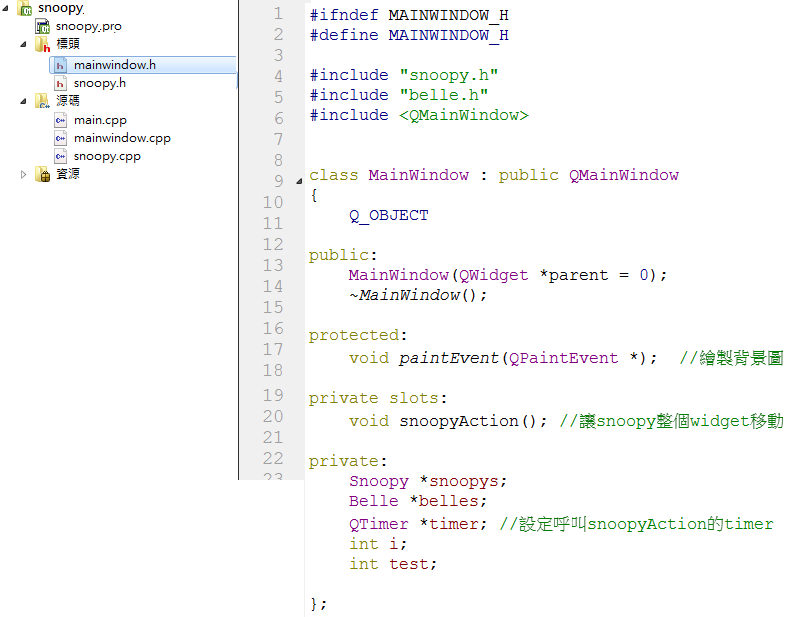 snoopy
snoopy.pro
標頭
mainwindow.h
snoopy.h
源碼
main.cpp
mainwindow.cpp
snoopy.cpp
資源
1 #ifndef MAINWINDOW_H
2 #define MAINWINDOW_H
3
4 #include "snoopy.h"
5 #include "belle.h"
6 #include <QMainWindow>
7
8
9 class MainWindow : public QMainWindow
10 {
11     Q_OBJECT
12
13 public:
14     MainWindow(QWidget *parent = 0);
15     ~MainWindow();
16
17 protected:
18     void paintEvent(QPaintEvent *);  //繪製背景圖
19 private slots:
20     void snoopyAction(); //讓snoopy整個widget移動
21
22 private:
23     Snoopy *snoopys;
    Belle *belles;
    QTimer *timer; //設定呼叫snoopyAction的timer
    int i;
    int test;
};